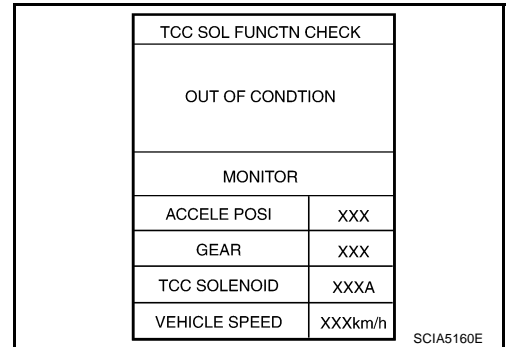 TCC SOL FUNCTN CHECK
OUT OF CONDTION
MONITOR
ACCELE POSI XXX
GEAR XXX
TCC SOLENOID XXXA
VEHICLE SPEED XXXkm/h
SCIA5160E